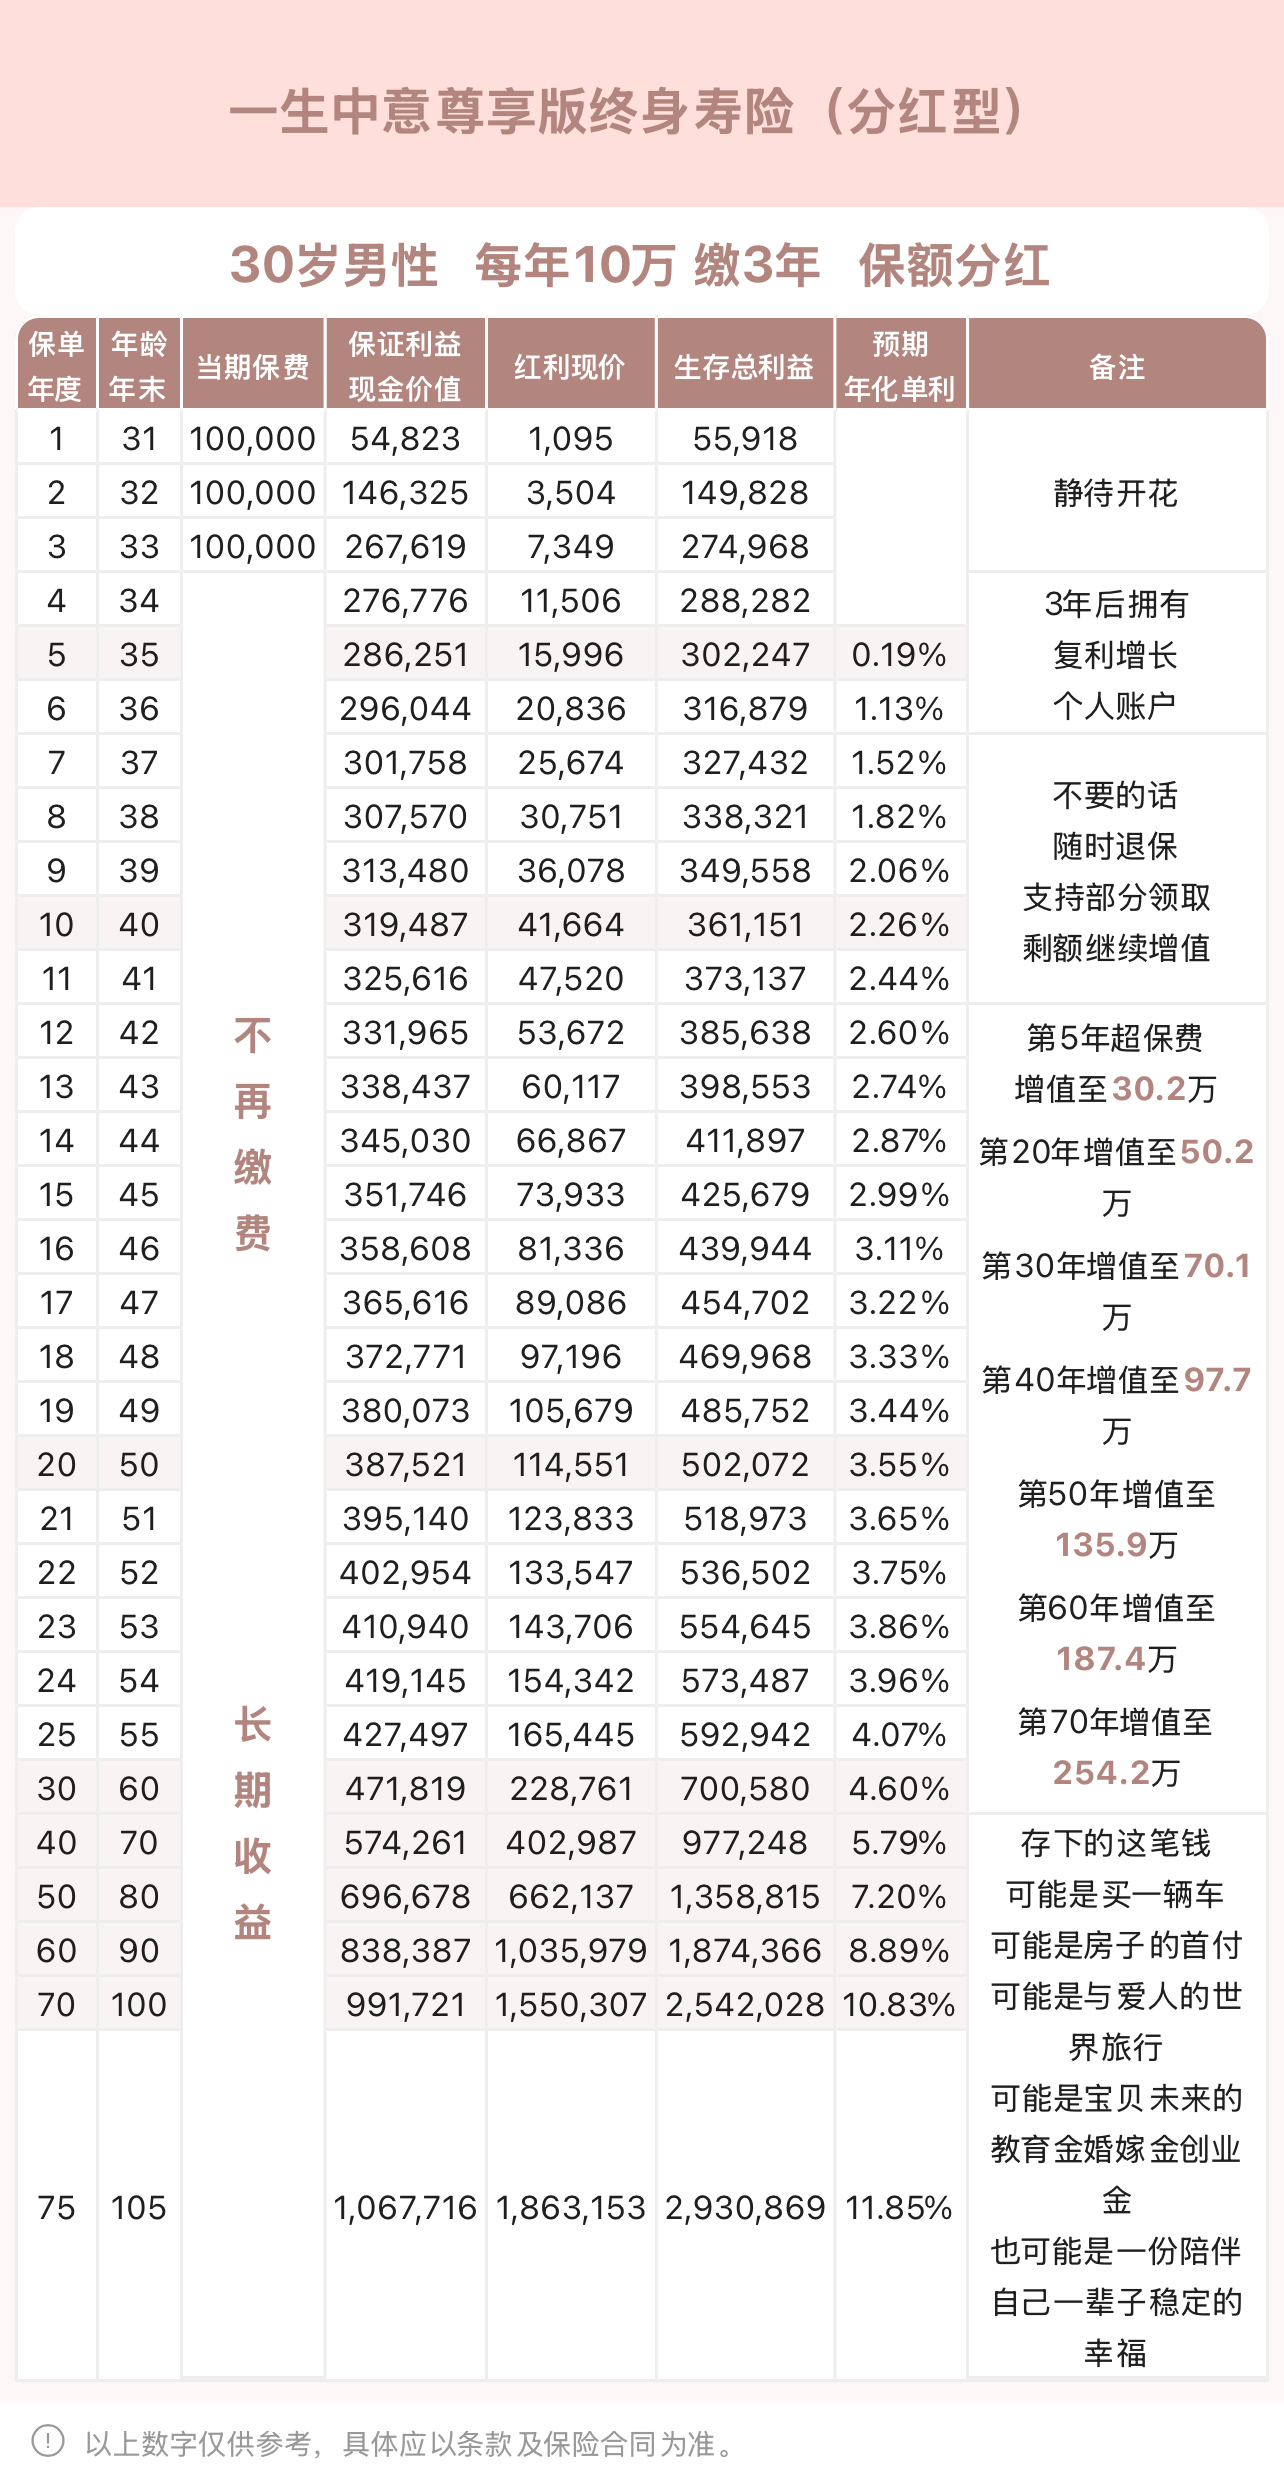 一生中意尊享版终身寿险（分红型）
30岁男性 每年10万 缴3年 保额分红
保单年度 年龄年末 当期保费 保证利益现金价值 红利现价 生存总利益 预期年化单利 备注
1 31 100,000 54,823 1,095 55,918
2 32 100,000 146,325 3,504 149,828
3 33 100,000 267,619 7,349 274,968
静待开花
4 34 276,776 11,506 288,282
5 35 286,251 15,996 302,247 0.19%
6 36 296,044 20,836 316,879 1.13%
3年后拥有
复利增长
个人账户
7 37 301,758 25,674 327,432 1.52%
8 38 307,570 30,751 338,321 1.82%
9 39 313,480 36,078 349,558 2.06%
10 40 319,487 41,664 361,151 2.26%
11 41 325,616 47,520 373,137 2.44%
不要的话
随时退保
支持部分领取
剩额继续增值
12 42 331,965 53,672 385,638 2.60%
13 43 338,437 60,117 398,553 2.74%
14 44 345,030 66,867 411,897 2.87%
15 45 351,746 73,933 425,679 2.99%
16 46 358,608 81,336 439,944 3.11%
17 47 365,616 89,086 454,702 3.22%
18 48 372,771 97,196 469,968 3.33%
19 49 380,073 105,679 485,752 3.44%
20 50 387,521 114,551 502,072 3.55%
21 51 395,140 123,833 518,973 3.65%
22 52 402,954 133,547 536,502 3.75%
23 53 410,940 143,706 554,645 3.86%
24 54 419,145 154,342 573,487 3.96%
25 55 427,497 165,445 592,942 4.07%
30 60 471,819 228,761 700,580 4.60%
第5年超保费
增值至30.2万
第20年增值至50.2
万
第30年增值至70.1
万
第40年增值至97.7
万
第50年增值至
135.9万
第60年增值至
187.4万
第70年增值至
254.2万
40 70 574,261 402,987 977,248 5.79%
50 80 696,678 662,137 1,358,815 7.20%
60 90 838,387 1,035,979 1,874,366 8.89%
70 100 991,721 1,550,307 2,542,028 10.83%
75 105 1,067,716 1,863,153 2,930,869 11.85%
存下的这笔钱
可能是买一辆车
可能是房子的首付
可能是与爱人的世
界旅行
可能是宝贝未来的
教育金婚嫁金创业
金
也可能是一份陪伴
自己一辈子稳定的
幸福
不
再
缴
费
长
期
收
益
以上数字仅供参考，具体应以条款及保险合同为准。